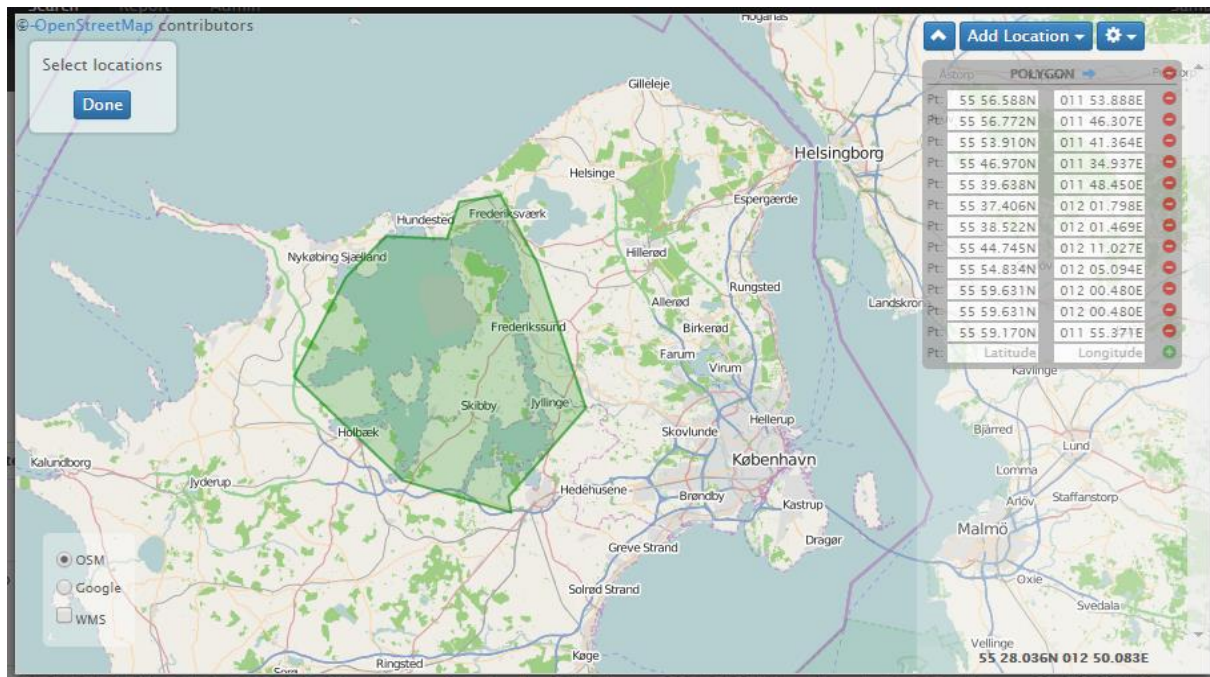 Search Report Admin
© OpenStreetMap contributors
Select locations
Done
Add Location
POLYGON
Pt: 55 56.588N 011 53.888E
Pt: 55 56.772N 011 46.307E
Pt: 55 53.910N 011 41.364E
Pt: 55 46.970N 011 34.937E
Pt: 55 39.638N 011 48.450E
Pt: 55 37.406N 012 01.798E
Pt: 55 38.522N 012 01.469E
Pt: 55 44.745N 012 11.027E
Pt: 55 54.834N 012 05.094E
Pt: 55 59.631N 012 00.480E
Pt: 55 59.631N 012 00.480E
Pt: 55 59.170N 011 55.371E
Pt: Latitude Longitude
Höganäs
Gilleleje
Helsingborg
Helsinge
Espergærde
Hundested
Frederiksværk
Nykøbing Sjælland
Hillerød
Rungsted
Allerød
Landskron
Frederikssund
Birkerød
Farum
Virum
Kävlinge
Skibby
Jyllinge
Hellerup
Holbæk
Skovlunde
Bjärred
Lund
Kalundborg
København
Lomma
Jyderup
Hedehusene
Brøndby
Kastrup
Arlöv
Staffanstorp
Malmö
Dragør
Greve Strand
OSM
Oxie
Google
Solrød Strand
WMS
Svedala
Vellinge
Køge
Ringsted
55 28.036N 012 50.083E